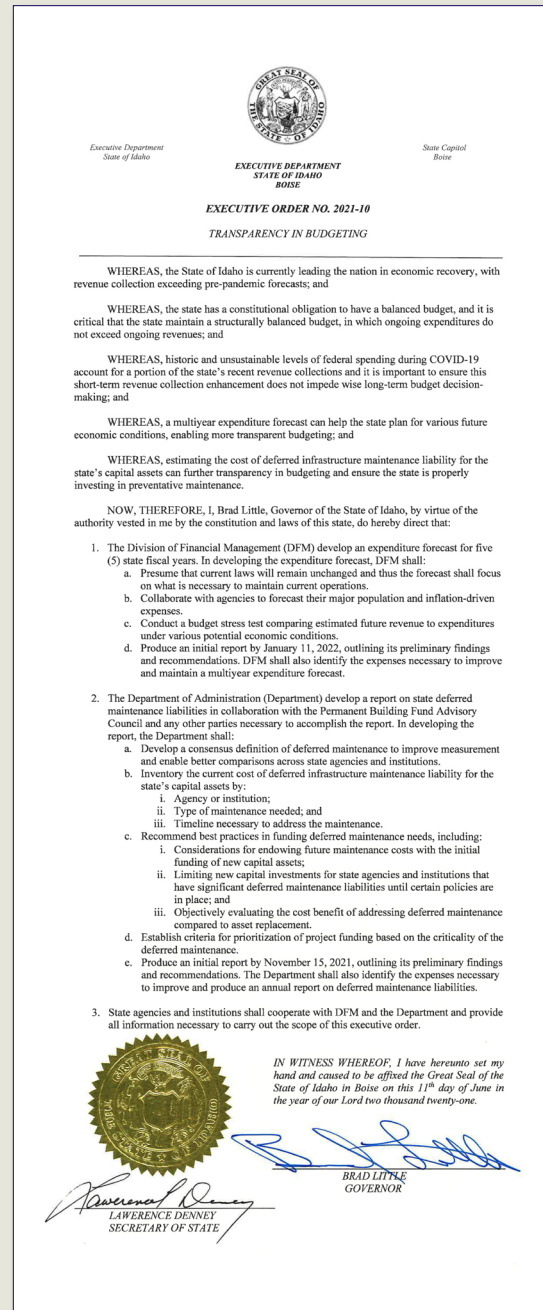 GREAT SEAL OF
THE STATE OF IDAHO
Executive Department
State of Idaho
State Capitol
Boise
EXECUTIVE DEPARTMENT
STATE OF IDAHO
BOISE
EXECUTIVE ORDER NO. 2021-10
TRANSPARENCY IN BUDGETING
WHEREAS, the State of Idaho is currently leading the nation in economic recovery, with
revenue collection exceeding pre-pandemic forecasts; and
WHEREAS, the state has a constitutional obligation to have a balanced budget, and it is
critical that the state maintain a structurally balanced budget, in which ongoing expenditures do
not exceed ongoing revenues; and
WHEREAS, historic and unsustainable levels of federal spending during COVID-19
account for a portion of the state's recent revenue collections and it is important to ensure this
short-term revenue collection enhancement does not impede wise long-term budget decision-
making; and
WHEREAS, a multiyear expenditure forecast can help the state plan for various future
economic conditions, enabling more transparent budgeting; and
WHEREAS, estimating the cost of deferred infrastructure maintenance liability for the
state's capital assets can further transparency in budgeting and ensure the state is properly
investing in preventative maintenance.
NOW, THEREFORE, I, Brad Little, Governor of the State of Idaho, by virtue of the
authority vested in me by the constitution and laws of this state, do hereby direct that:
1. The Division of Financial Management (DFM) develop an expenditure forecast for five
(5) state fiscal years. In developing the expenditure forecast, DFM shall:
a. Presume that current laws will remain unchanged and thus the forecast shall focus
on what is necessary to maintain current operations.
b. Collaborate with agencies to forecast their major population and inflation-driven
expenses.
c. Conduct a budget stress test comparing estimated future revenue to expenditures
under various potential economic conditions.
d. Produce an initial report by January 11, 2022, outlining its preliminary findings
and recommendations. DFM shall also identify the expenses necessary to improve
and maintain a multiyear expenditure forecast.
2. The Department of Administration (Department) develop a report on state deferred
maintenance liabilities in collaboration with the Permanent Building Fund Advisory
Council and any other parties necessary to accomplish the report. In developing the
report, the Department shall:
a. Develop a consensus definition of deferred maintenance to improve measurement
and enable better comparisons across state agencies and institutions.
b. Inventory the current cost of deferred infrastructure maintenance liability for the
state's capital assets by:
i. Agency or institution;
ii. Type of maintenance needed; and
iii. Timeline necessary to address the maintenance.
c. Recommend best practices in funding deferred maintenance needs, including:
i. Considerations for endowing future maintenance costs with the initial
funding of new capital assets;
ii. Limiting new capital investments for state agencies and institutions that
have significant deferred maintenance liabilities until certain policies are
in place; and
iii. Objectively evaluating the cost benefit of addressing deferred maintenance
compared to asset replacement.
d. Establish criteria for prioritization of project funding based on the criticality of the
deferred maintenance.
e. Produce an initial report by November 15, 2021, outlining its preliminary findings
and recommendations. The Department shall also identify the expenses necessary
to improve and produce an annual report on deferred maintenance liabilities.
3. State agencies and institutions shall cooperate with DFM and the Department and provide
all information necessary to carry out the scope of this executive order.
IN WITNESS WHEREOF, I have hereunto set my
hand and caused to be affixed the Great Seal of the
State of Idaho in Boise on this 11th day of June in
the year of our Lord two thousand twenty-one.
BRAD LITTLE
GOVERNOR
Lawerence Denney
LAWERENCE DENNEY
SECRETARY OF STATE